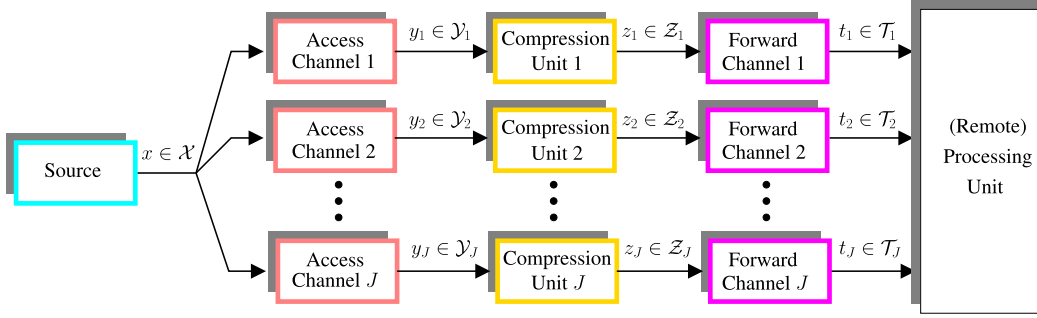 Access
Channel 1
y₁ ∈ 𝒴₁
Compression
Unit 1
z₁ ∈ 𝒵₁
Forward
Channel 1
t₁ ∈ 𝒯₁
Source
x ∈ 𝒳
Access
Channel 2
y₂ ∈ 𝒴₂
Compression
Unit 2
z₂ ∈ 𝒵₂
Forward
Channel 2
t₂ ∈ 𝒯₂
Access
Channel J
y_J ∈ 𝒴_J
Compression
Unit J
z_J ∈ 𝒵_J
Forward
Channel J
t_J ∈ 𝒯_J
(Remote)
Processing
Unit